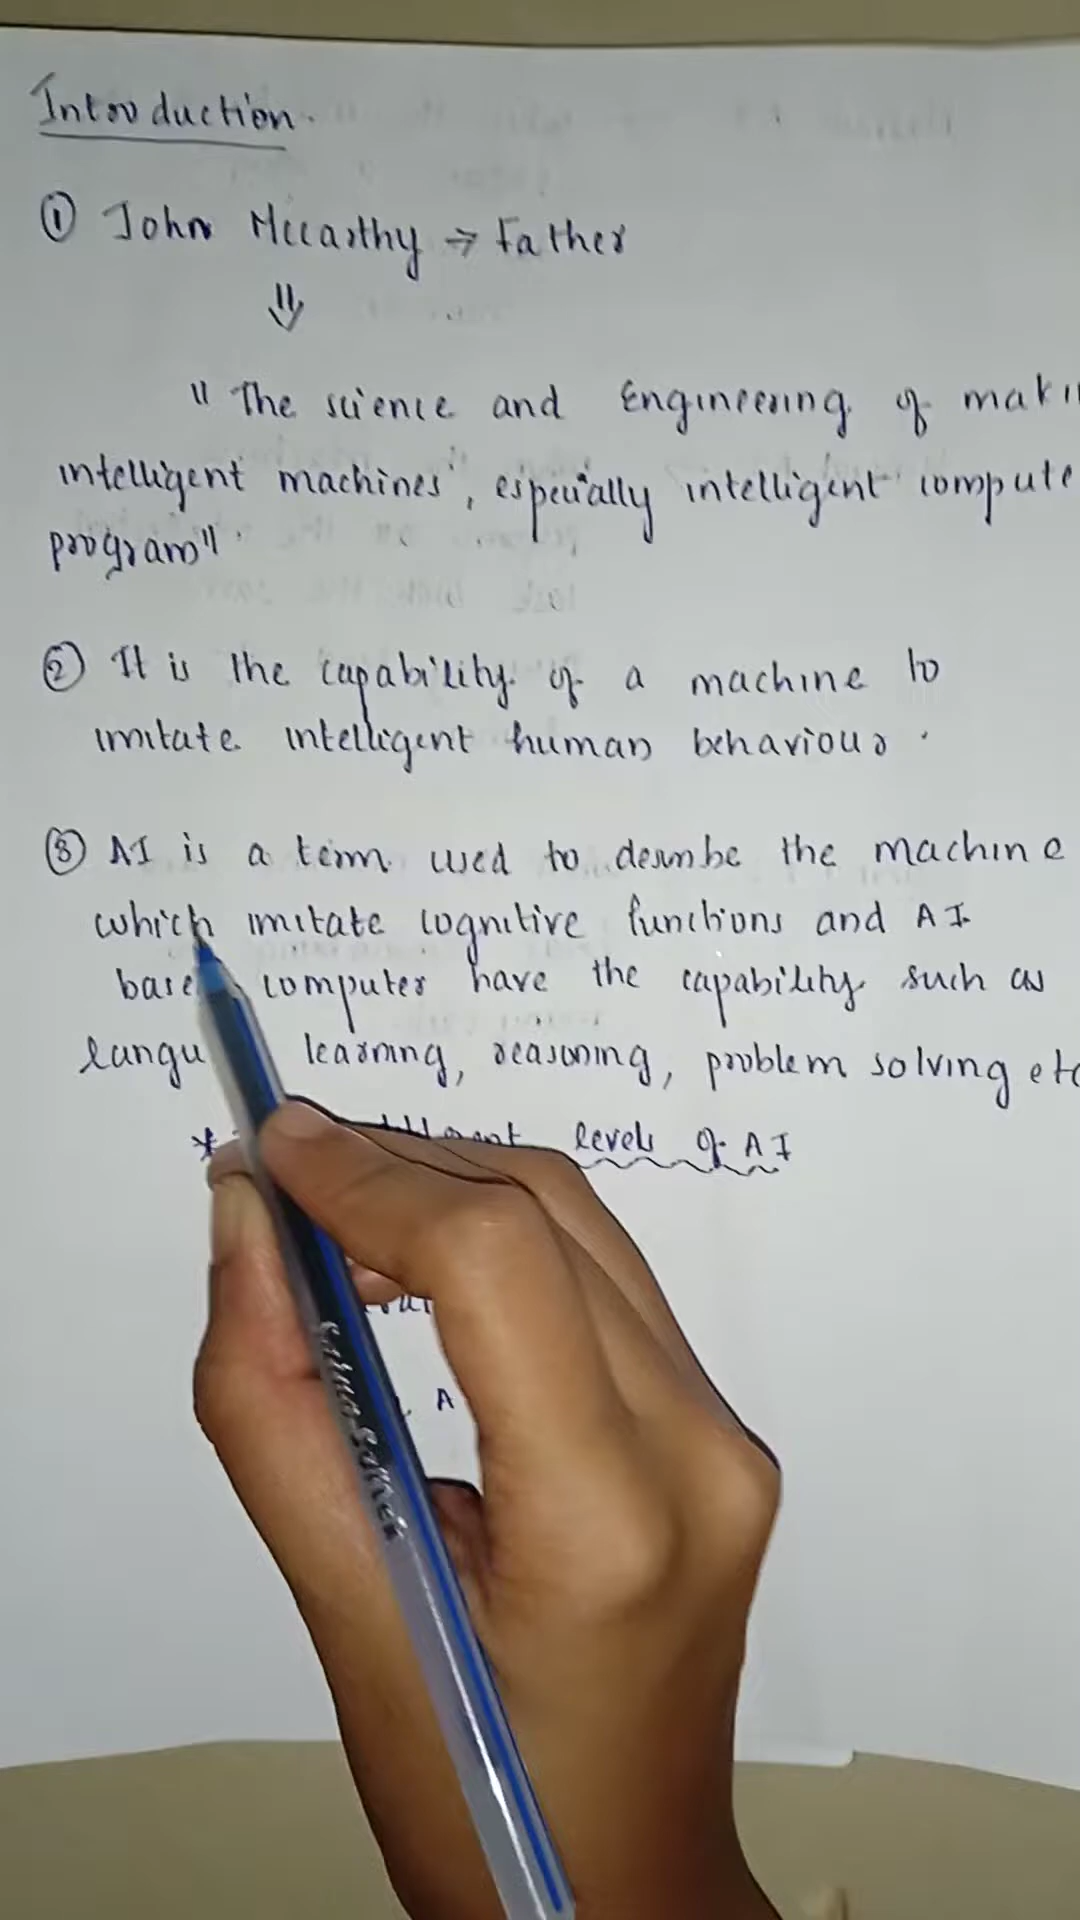 Introduction.
① John Mccarthy ⇒ Father
⇓
" The science and Engineering of maki
intelligent machines", especially intelligent compute
program".
② It is the capability of a machine to
imitate intelligent human behaviour.
③ AI is a term used to describe the machine
which imitate cognitive functions and AI
base computer have the capability such as
langu learning, reasoning, problem solving etc
* levels of AI
A